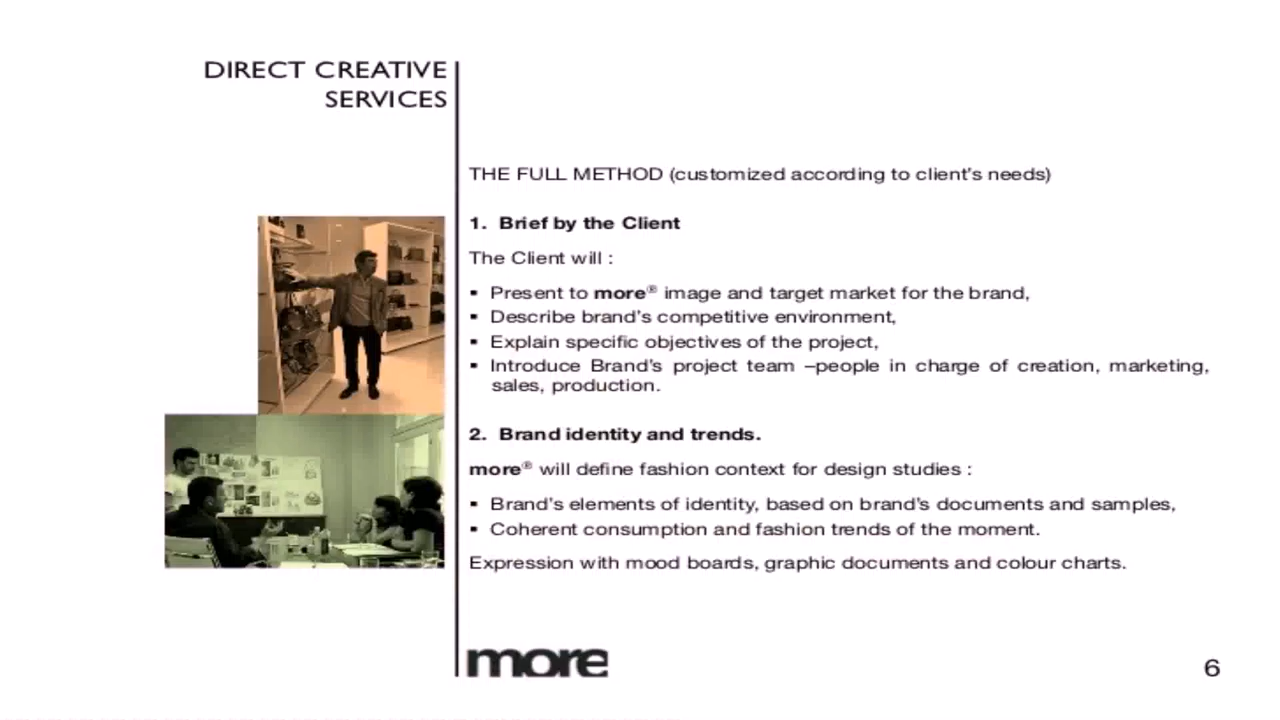 DIRECT CREATIVE
SERVICES
THE FULL METHOD (customized according to client's needs)
1. Brief by the Client
The Client will :
▪ Present to more® image and target market for the brand,
▪ Describe brand's competitive environment,
▪ Explain specific objectives of the project,
▪ Introduce Brand's project team –people in charge of creation, marketing,
sales, production.
2. Brand identity and trends.
more® will define fashion context for design studies :
▪ Brand's elements of identity, based on brand's documents and samples,
▪ Coherent consumption and fashion trends of the moment.
Expression with mood boards, graphic documents and colour charts.
more
6